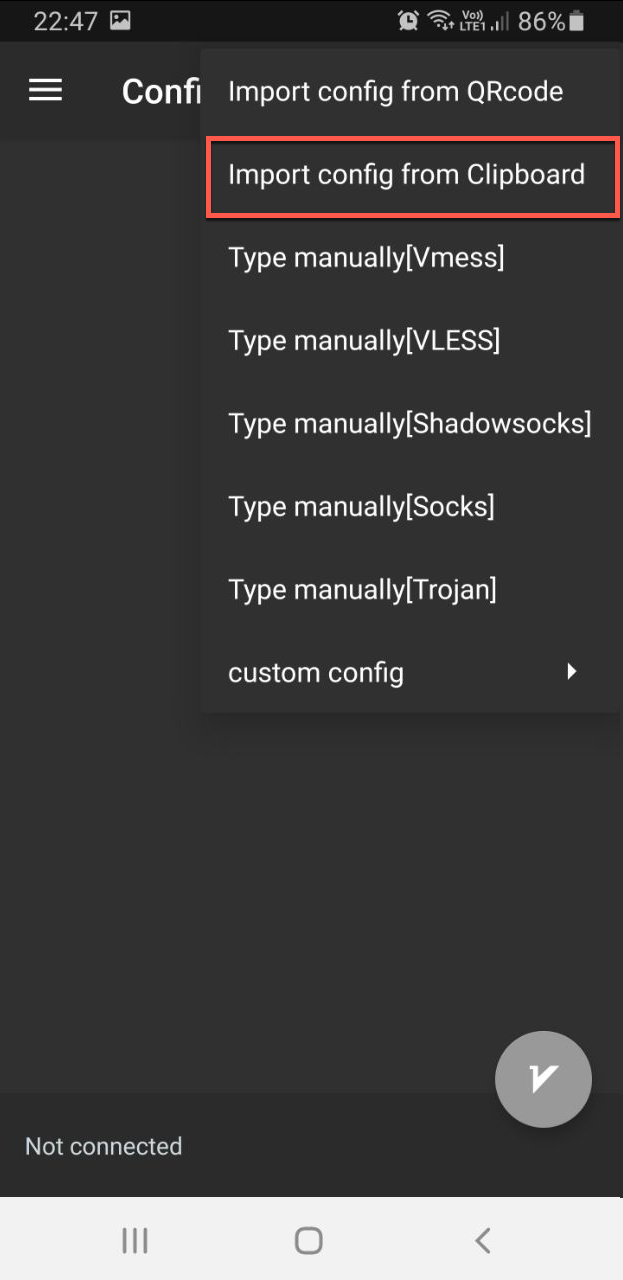 22:47 Vo)) LTE1 86%
Confi
Import config from QRcode
Import config from Clipboard
Type manually[Vmess]
Type manually[VLESS]
Type manually[Shadowsocks]
Type manually[Socks]
Type manually[Trojan]
custom config
Not connected